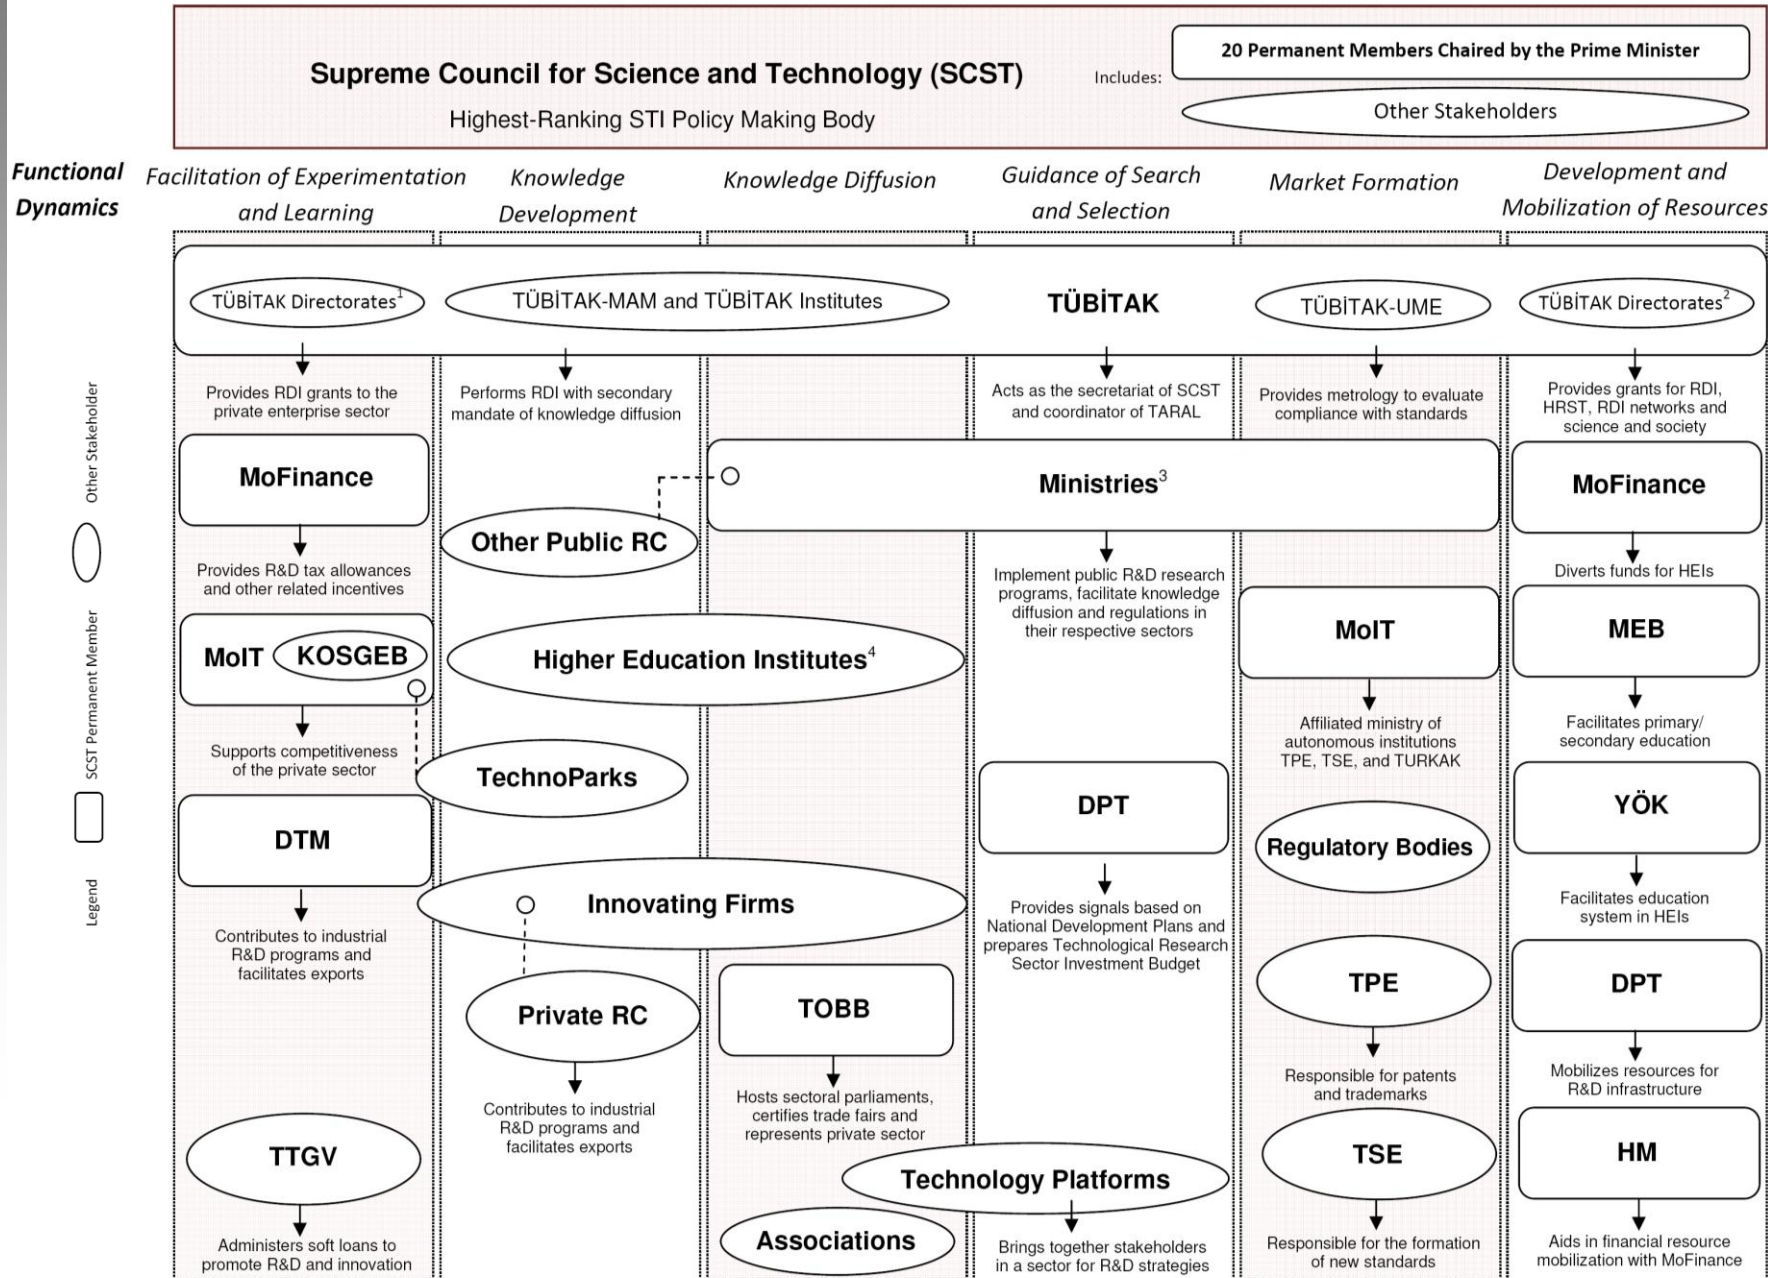 Supreme Council for Science and Technology (SCST)
Highest-Ranking STI Policy Making Body
Includes:
20 Permanent Members Chaired by the Prime Minister
Other Stakeholders
Functional
Dynamics
Facilitation of Experimentation
and Learning
Knowledge
Development
Knowledge Diffusion
Guidance of Search
and Selection
Market Formation
Development and
Mobilization of Resources
TÜBİTAK Directorates1
TÜBİTAK-MAM and TÜBİTAK Institutes
TÜBİTAK
TÜBİTAK-UME
TÜBİTAK Directorates2
Provides RDI grants to the
private enterprise sector
MoFinance
Provides R&D tax allowances
and other related incentives
MoIT
KOSGEB
Supports competitiveness
of the private sector
DTM
Contributes to industrial
R&D programs and
facilitates exports
TTGV
Administers soft loans to
promote R&D and innovation
Performs RDI with secondary
mandate of knowledge diffusion
Other Public RC
Higher Education Institutes4
TechnoParks
Innovating Firms
Private RC
Contributes to industrial
R&D programs and
facilitates exports
TOBB
Hosts sectoral parliaments,
certifies trade fairs and
represents private sector
Technology Platforms
Associations
Acts as the secretariat of SCST
and coordinator of TARAL
Ministries3
Implement public R&D research
programs, facilitate knowledge
diffusion and regulations in
their respective sectors
DPT
Provides signals based on
National Development Plans and
prepares Technological Research
Sector Investment Budget
Brings together stakeholders
in a sector for R&D strategies
Provides metrology to evaluate
compliance with standards
MoIT
Affiliated ministry of
autonomous institutions
TPE, TSE, and TURKAK
Regulatory Bodies
TPE
Responsible for patents
and trademarks
TSE
Responsible for the formation
of new standards
Provides grants for RDI,
HRST, RDI networks and
science and society
MoFinance
Diverts funds for HEIs
MEB
Facilitates primary/
secondary education
YÖK
Facilitates education
system in HEIs
DPT
Mobilizes resources for
R&D infrastructure
HM
Aids in financial resource
mobilization with MoFinance
Legend
SCST Permanent Member
Other Stakeholder